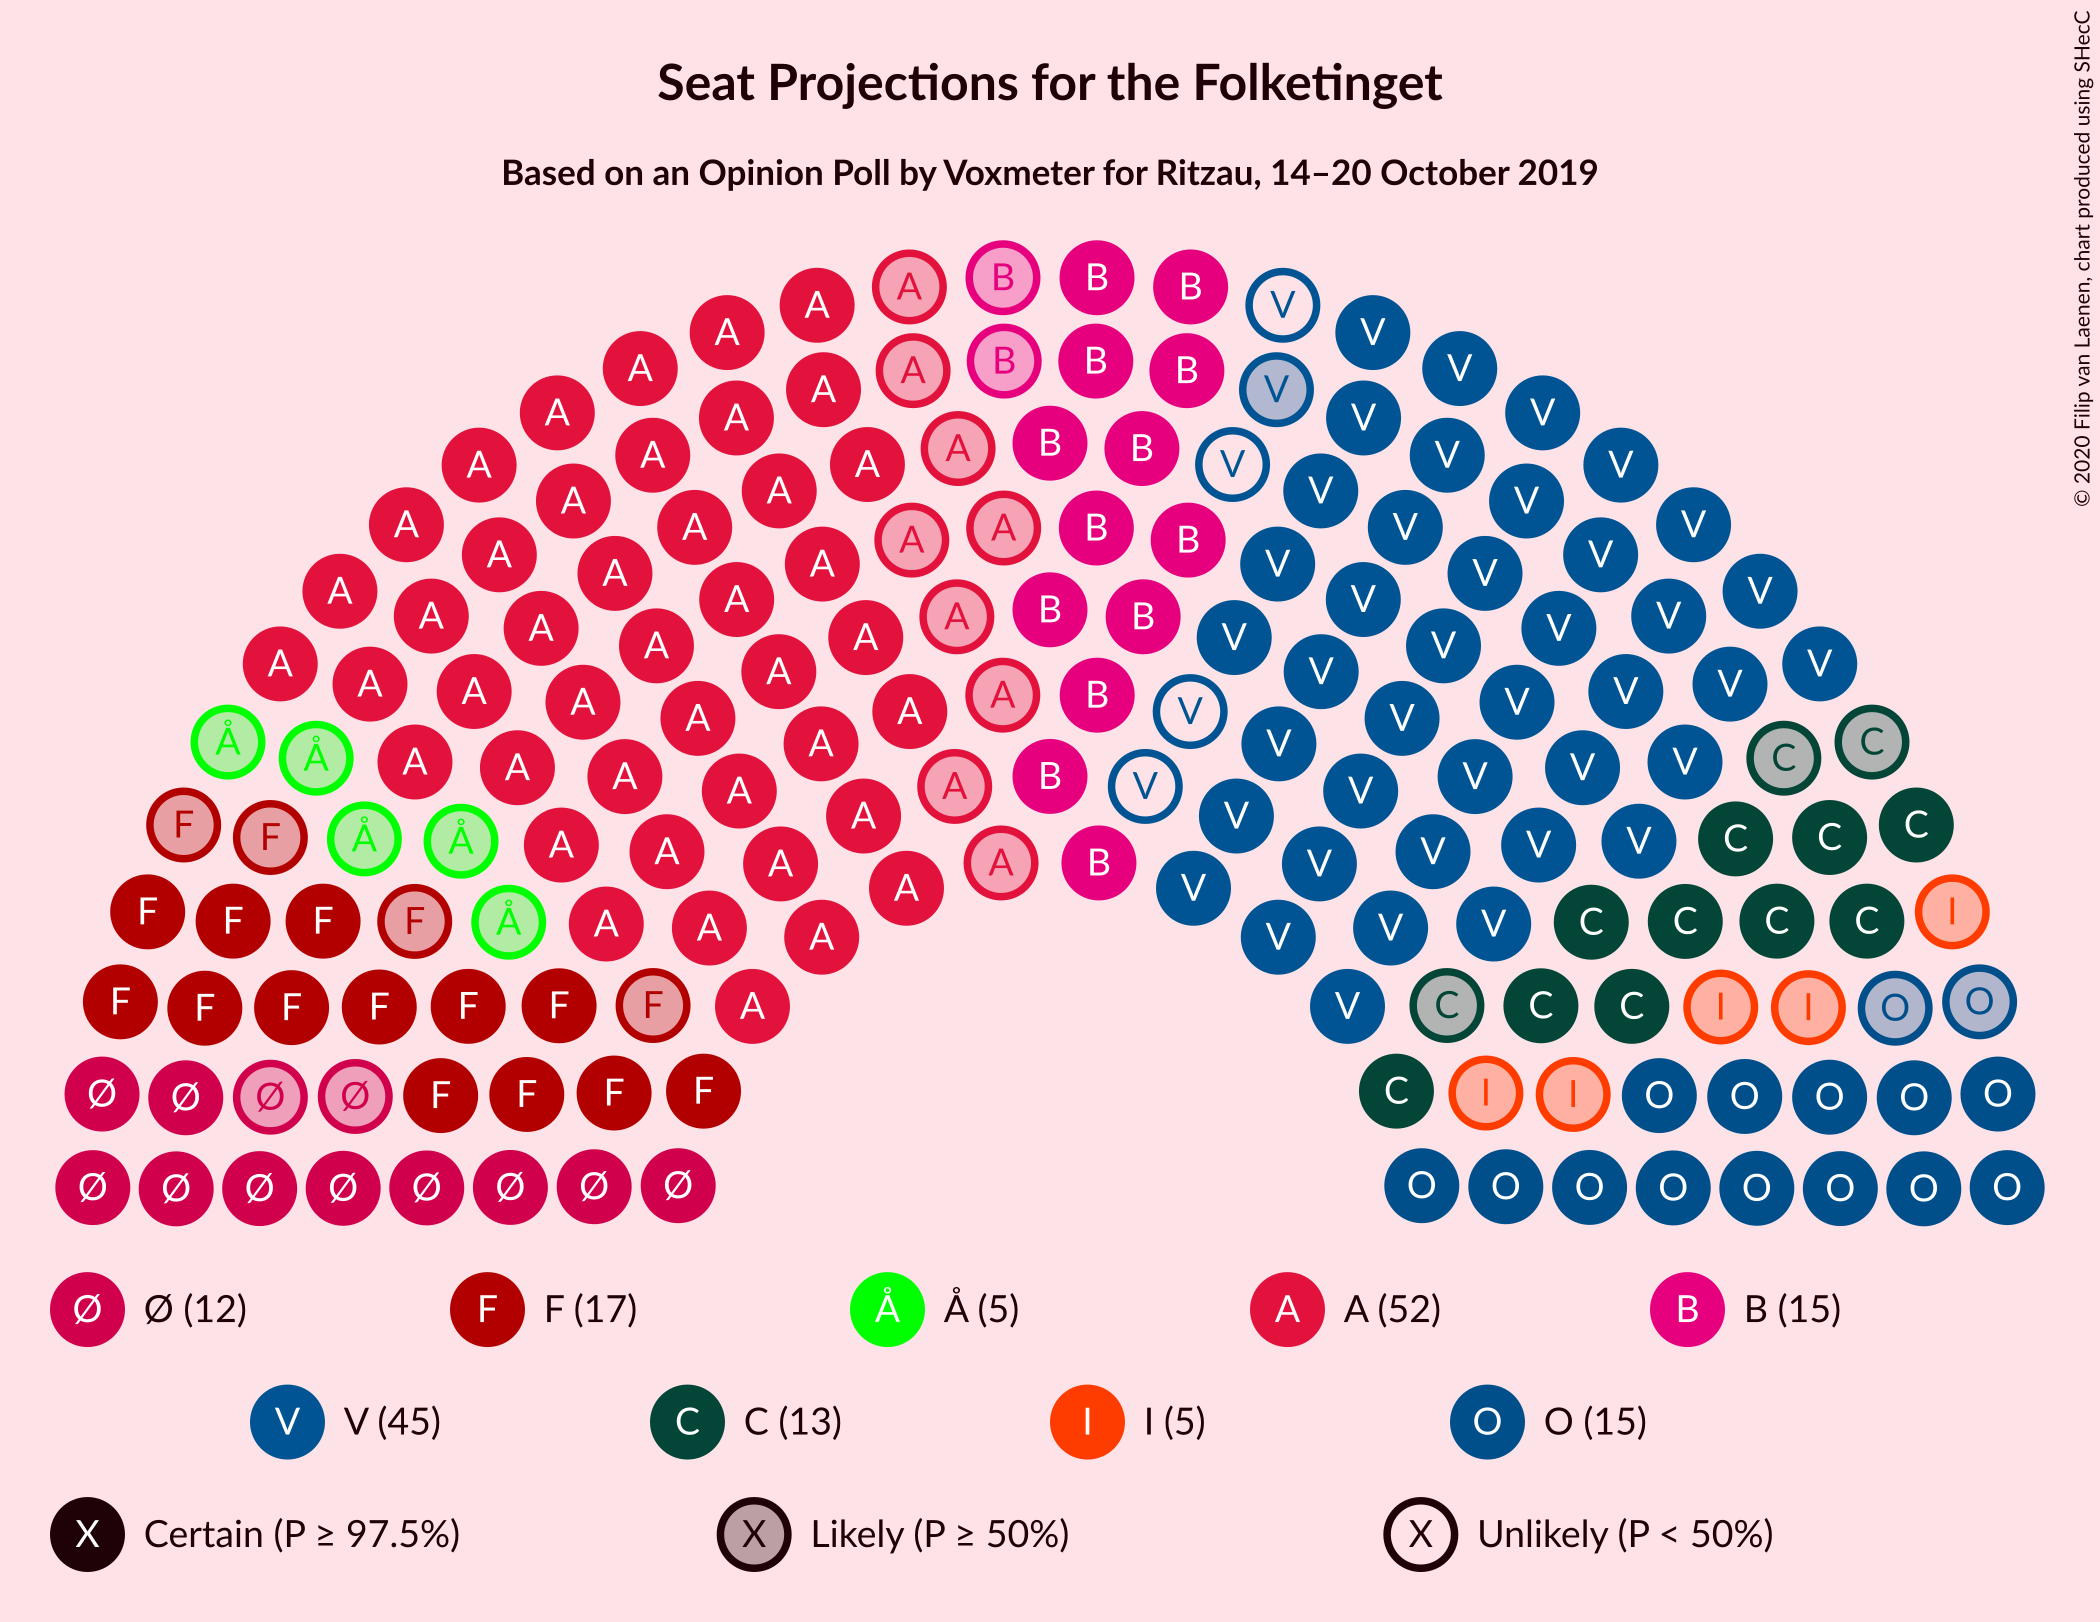 © 2020 Filip van Laenen, chart produced using SHecC
Seat Projections for the Folketinget
Based on an Opinion Poll by Voxmeter for Ritzau, 14–20 October 2019
A A B B B V
A V
A A A B B B V V
A A V V
A A A A B B V V V
A A V V
A A A A A B B V V V
A A A A V V V V
A A A A A B B V V V V
A A A A A A B V V V V V
Å A A A V V V C
Å A A A A A B V V V V V C
F F Å Å A A A A A B V V V V V C C C
F F F F Å A A A A V V V V C C C C I
F F F F F F F A V C C C I I O O
Ø Ø Ø Ø F F F F C I I O O O O O
Ø Ø Ø Ø Ø Ø Ø Ø O O O O O O O O
Ø Ø (12) F F (17) Å Å (5) A A (52) B B (15)
V V (45) C C (13) I I (5) O O (15)
X Certain (P ≥ 97.5%) X Likely (P ≥ 50%) X Unlikely (P < 50%)